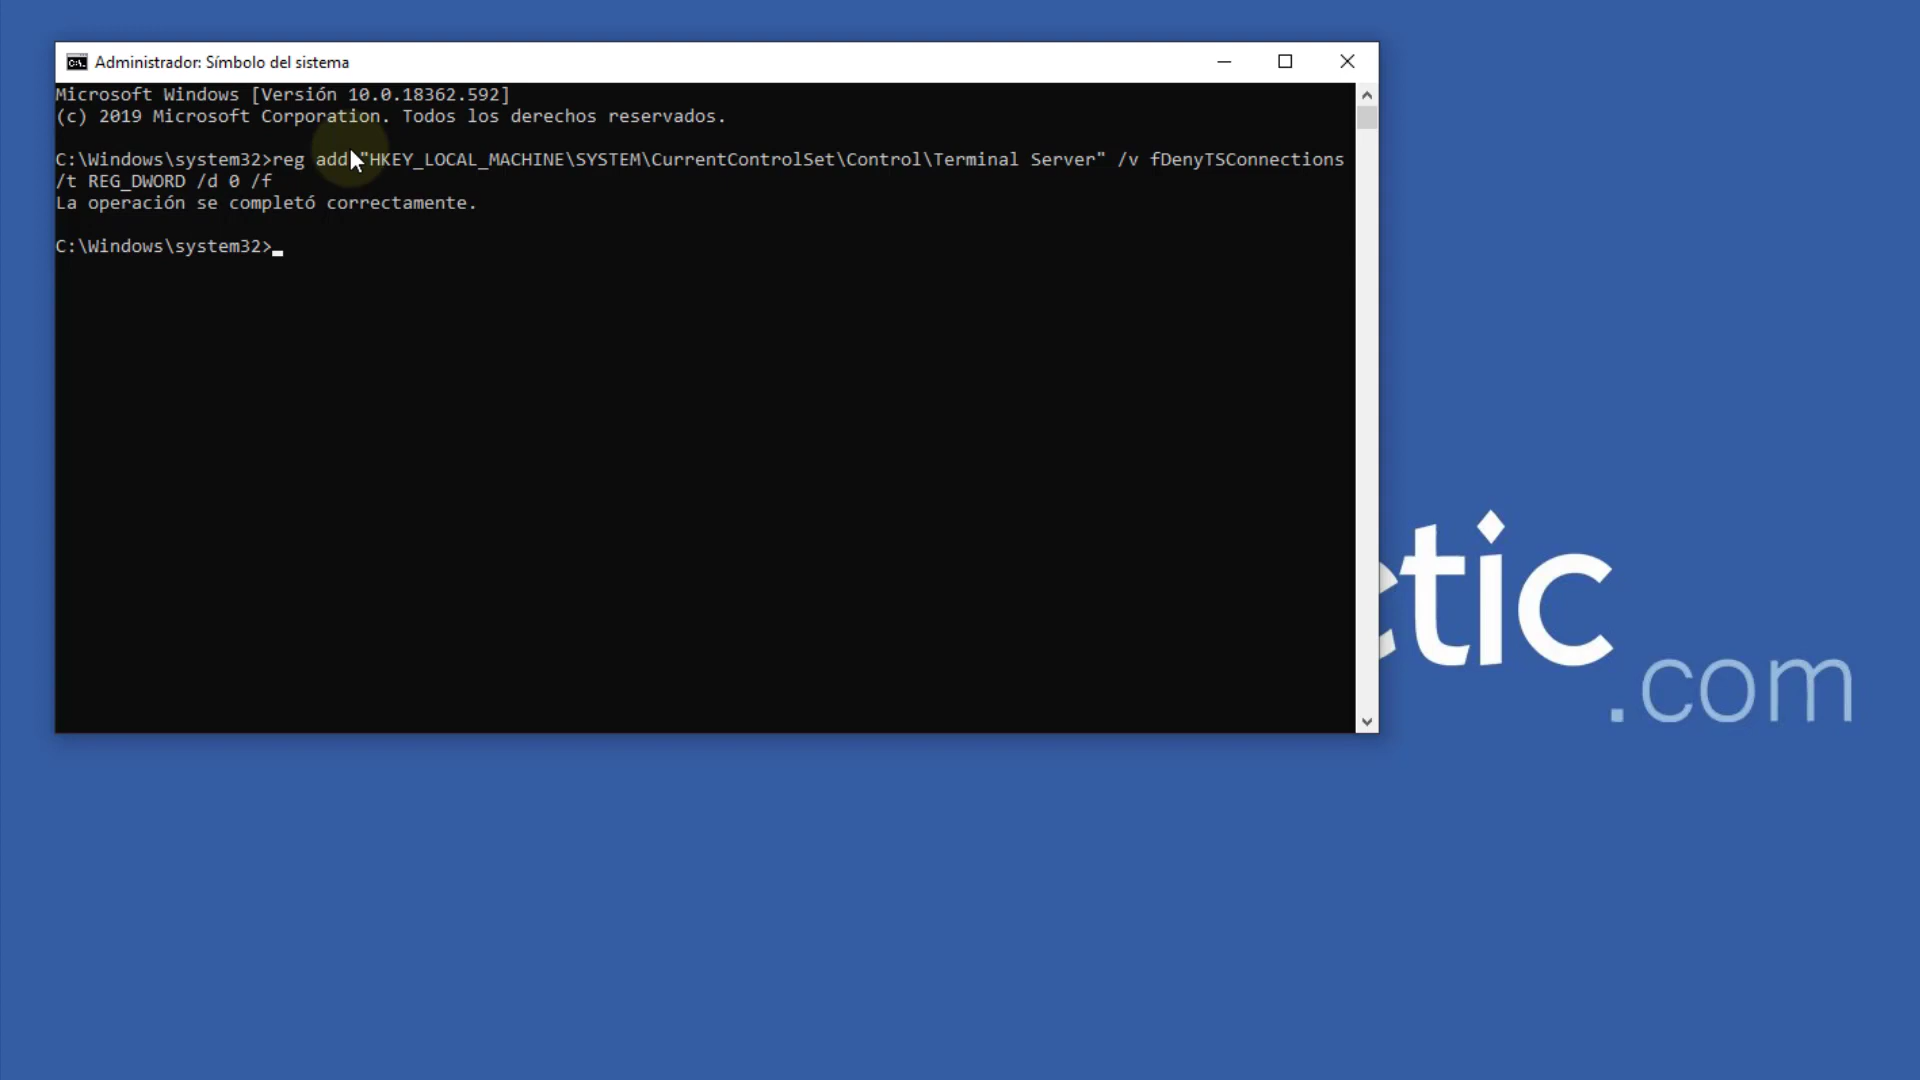 Administrador: Símbolo del sistema
Microsoft Windows [Versión 10.0.18362.592]
(c) 2019 Microsoft Corporation. Todos los derechos reservados.
C:\Windows\system32>reg add "HKEY_LOCAL_MACHINE\SYSTEM\CurrentControlSet\Control\Terminal Server" /v fDenyTSConnections
/t REG_DWORD /d 0 /f
La operación se completó correctamente.
C:\Windows\system32>
ctic
.com